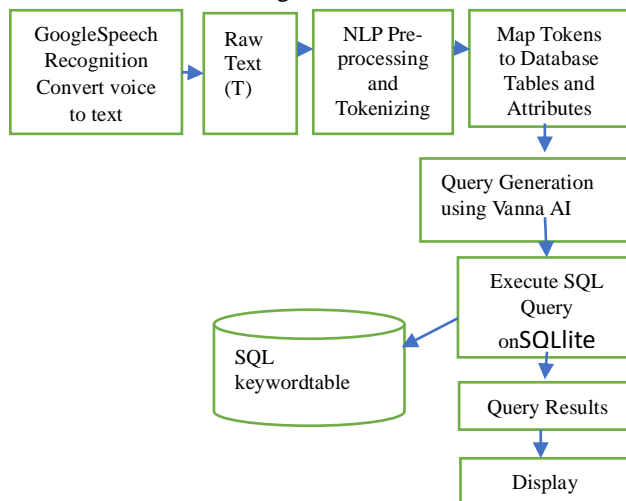 GoogleSpeech
Recognition
Convert voice
to text
Raw
Text
(T)
NLP Pre-
processing
and
Tokenizing
Map Tokens
to Database
Tables and
Attributes
Query Generation
using Vanna AI
Execute SQL
Query
onSQLlite
SQL
keywordtable
Query Results
Display